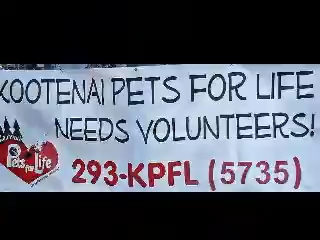 KOOTENAI PETS FOR LIFE
NEEDS VOLUNTEERS!
Pets for Life
293-KPFL (5735)